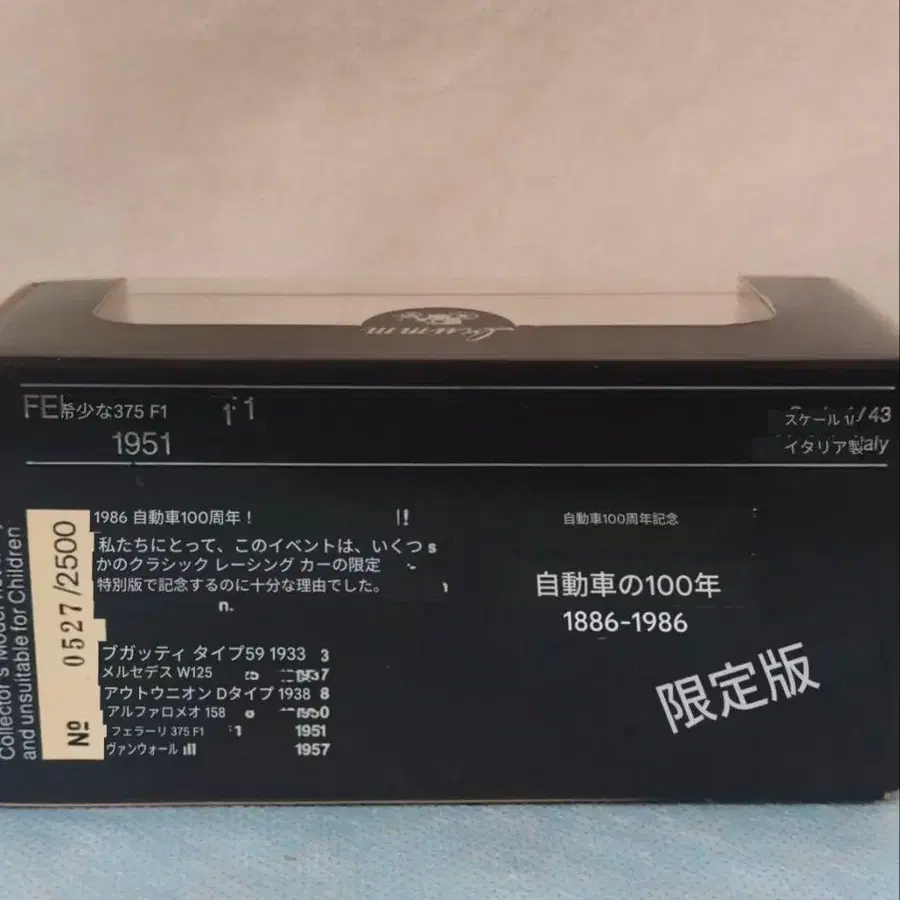 Brumm
FE 希少な375 F1
1951
スケール 1/43
イタリア製 aly
Collector's Model
and unsuitable for Children
№ 0527/2500
1986 自動車100周年！
私たちにとって、このイベントは、いくつ
かのクラシック レーシング カーの限定
特別版で記念するのに十分な理由でした。
ブガッティ タイプ59 1933
メルセデス W125
アウトウニオン Dタイプ 1938
アルファロメオ 158
フェラーリ 375 F1 1951
ヴァンウォール 1957
自動車100周年記念
自動車の100年
1886-1986
限定版